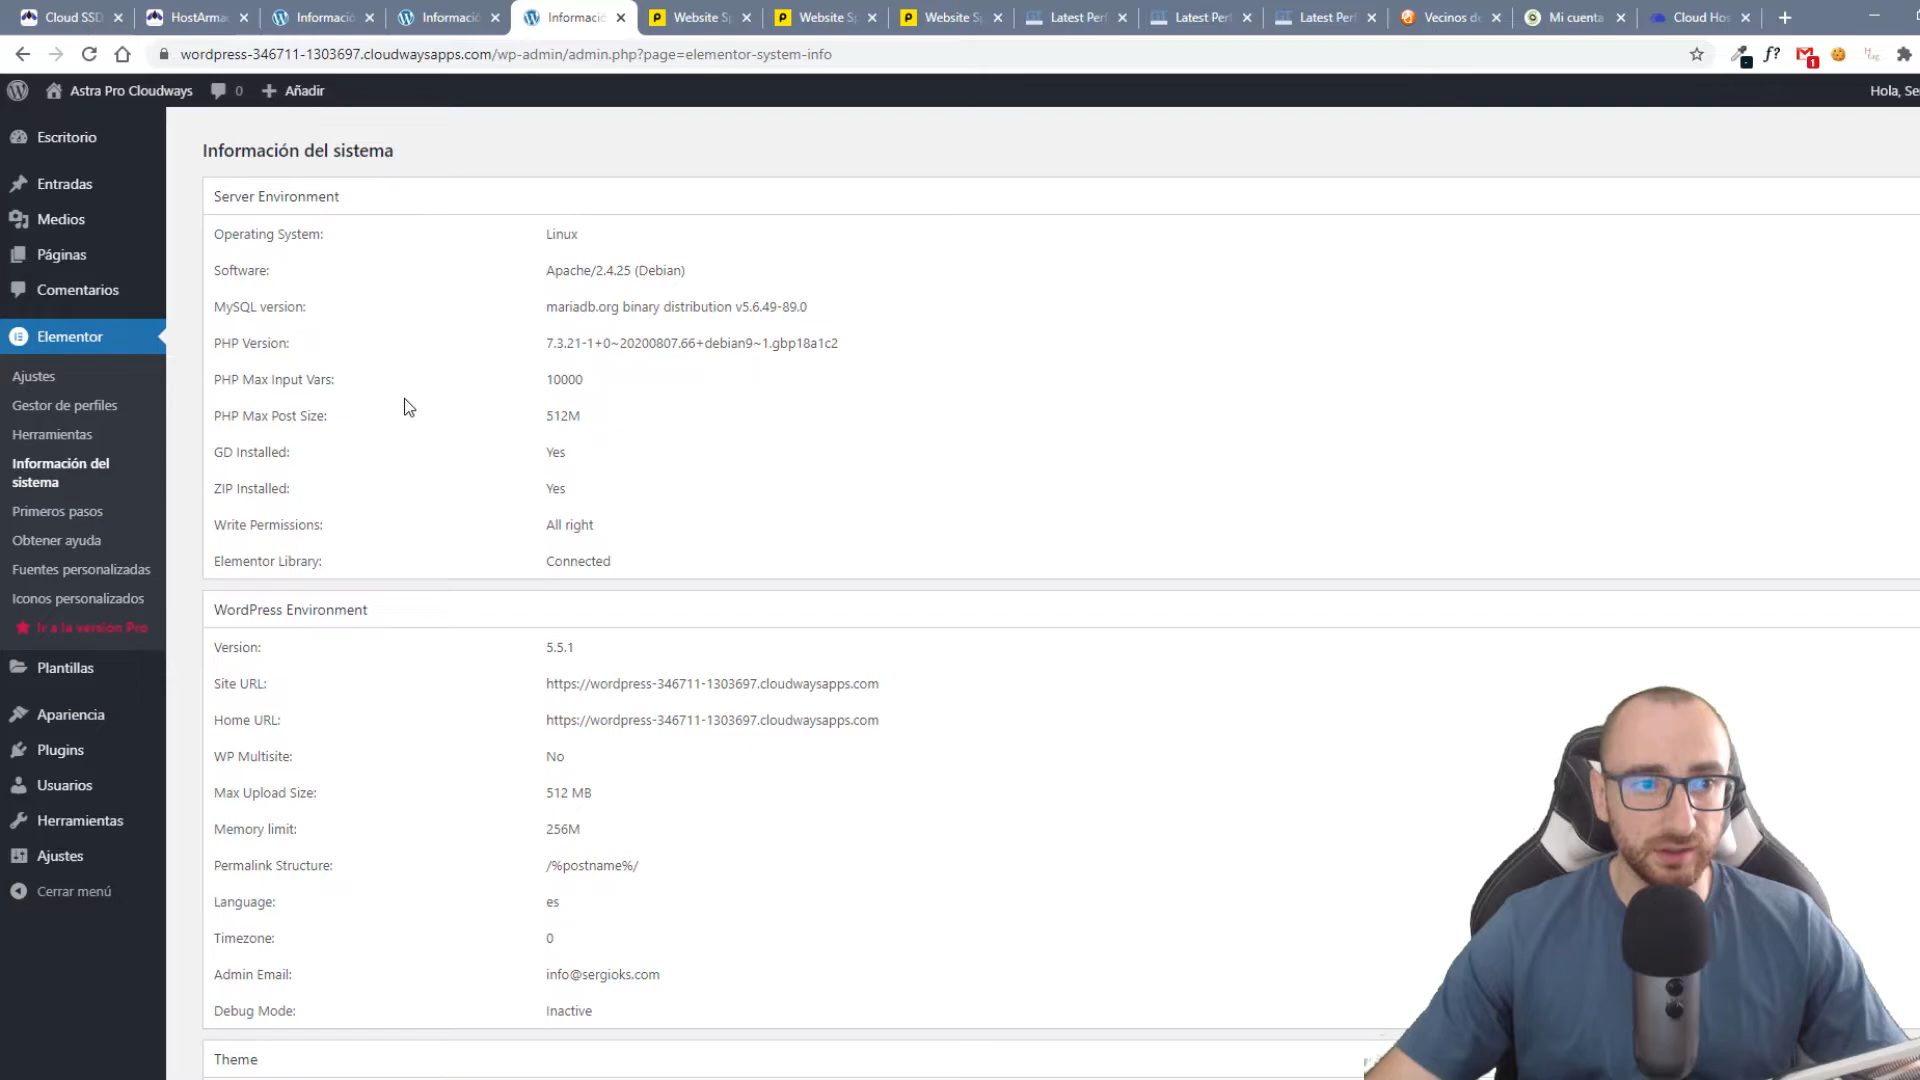 Cloud SSD
HostArma
Informació
Informació
Informació
Website S
Website S
Website S
Latest Perf
Latest Perf
Latest Perf
Vecinos de
Mi cuenta
Cloud Hos
wordpress-346711-1303697.cloudwaysapps.com/wp-admin/admin.php?page=elementor-system-info
f?
1
Astra Pro Cloudways
0
Añadir
Hola, Se
Escritorio
Entradas
Medios
Páginas
Comentarios
Elementor
Ajustes
Gestor de perfiles
Herramientas
Información del
sistema
Primeros pasos
Obtener ayuda
Fuentes personalizadas
Iconos personalizados
Ir a la versión Pro
Plantillas
Apariencia
Plugins
Usuarios
Herramientas
Ajustes
Cerrar menú
Información del sistema
Server Environment
Operating System: Linux
Software: Apache/2.4.25 (Debian)
MySQL version: mariadb.org binary distribution v5.6.49-89.0
PHP Version: 7.3.21-1+0~20200807.66+debian9~1.gbp18a1c2
PHP Max Input Vars: 10000
PHP Max Post Size: 512M
GD Installed: Yes
ZIP Installed: Yes
Write Permissions: All right
Elementor Library: Connected
WordPress Environment
Version: 5.5.1
Site URL: https://wordpress-346711-1303697.cloudwaysapps.com
Home URL: https://wordpress-346711-1303697.cloudwaysapps.com
WP Multisite: No
Max Upload Size: 512 MB
Memory limit: 256M
Permalink Structure: /%postname%/
Language: es
Timezone: 0
Admin Email: info@sergioks.com
Debug Mode: Inactive
Theme